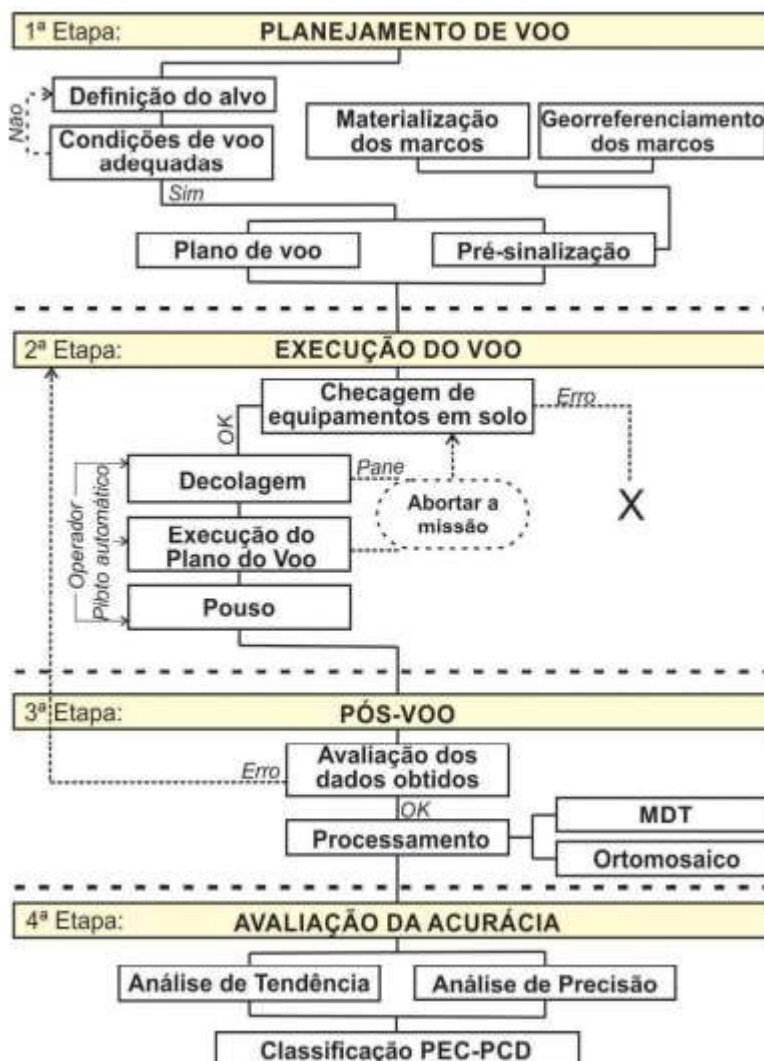 1ª Etapa: PLANEJAMENTO DE VOO
Definição do alvo
Não
Condições de voo
adequadas
Sim
Materialização
dos marcos
Georreferenciamento
dos marcos
Plano de voo
Pré-sinalização
2ª Etapa: EXECUÇÃO DO VOO
Checagem de
equipamentos em solo
Erro
OK
X
Decolagem
Pane
Abortar a
missão
Operador
Piloto automático
Execução do
Plano do Voo
Pouso
3ª Etapa: PÓS-VOO
Avaliação dos
dados obtidos
Erro
OK
Processamento
MDT
Ortomosaico
4ª Etapa: AVALIAÇÃO DA ACURÁCIA
Análise de Tendência
Análise de Precisão
Classificação PEC-PCD